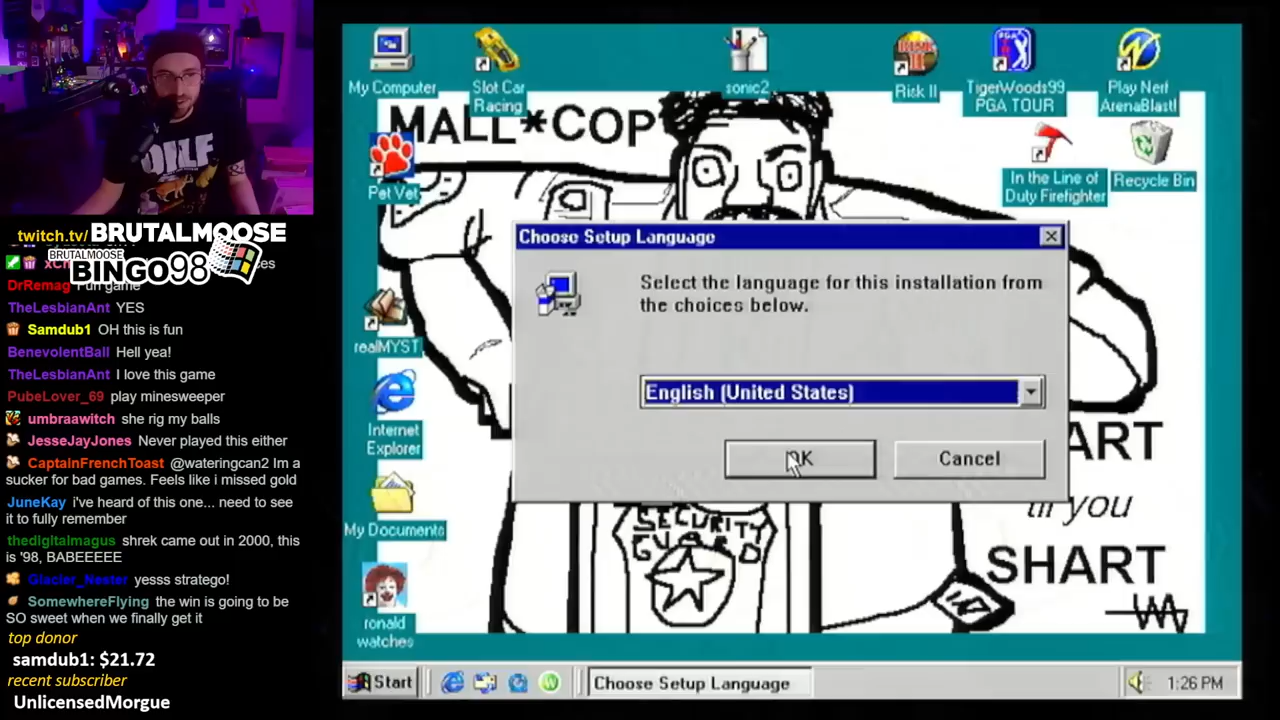 twitch.tv/BRUTALMOOSE
BRUTALMOOSE
BINGO98
DrRemag Fun game
TheLesbianAnt YES
Samdub1 OH this is fun
BenevolentBall Hell yea!
TheLesbianAnt I love this game
PubeLover_69 play minesweeper
umbraawitch she rig my balls
JesseJayJones Never played this either
CaptainFrenchToast @wateringcan2 Im a
sucker for bad games. Feels like i missed gold
JuneKay i've heard of this one... need to see
it to fully remember
thedigitalmagus shrek came out in 2000, this
is '98, BABEEEEE
Glacier_Nester yesss stratego!
SomewhereFlying the win is going to be
SO sweet when we finally get it
top donor
samdub1: $21.72
recent subscriber
UnlicensedMorgue
My Computer
Slot Car
Racing
sonic2
Risk II
TigerWoods99
PGA TOUR
Play Nerf
ArenaBlast!
MALL*COP
Pet Vet
In the Line of
Duty Firefighter
Recycle Bin
Choose Setup Language
Select the language for this installation from
the choices below.
English (United States)
OK
Cancel
realMYST
Internet
Explorer
My Documents
ronald
watches
SECURITY
GUARD
ART
til you
SHART
Start
Choose Setup Language
1:26 PM